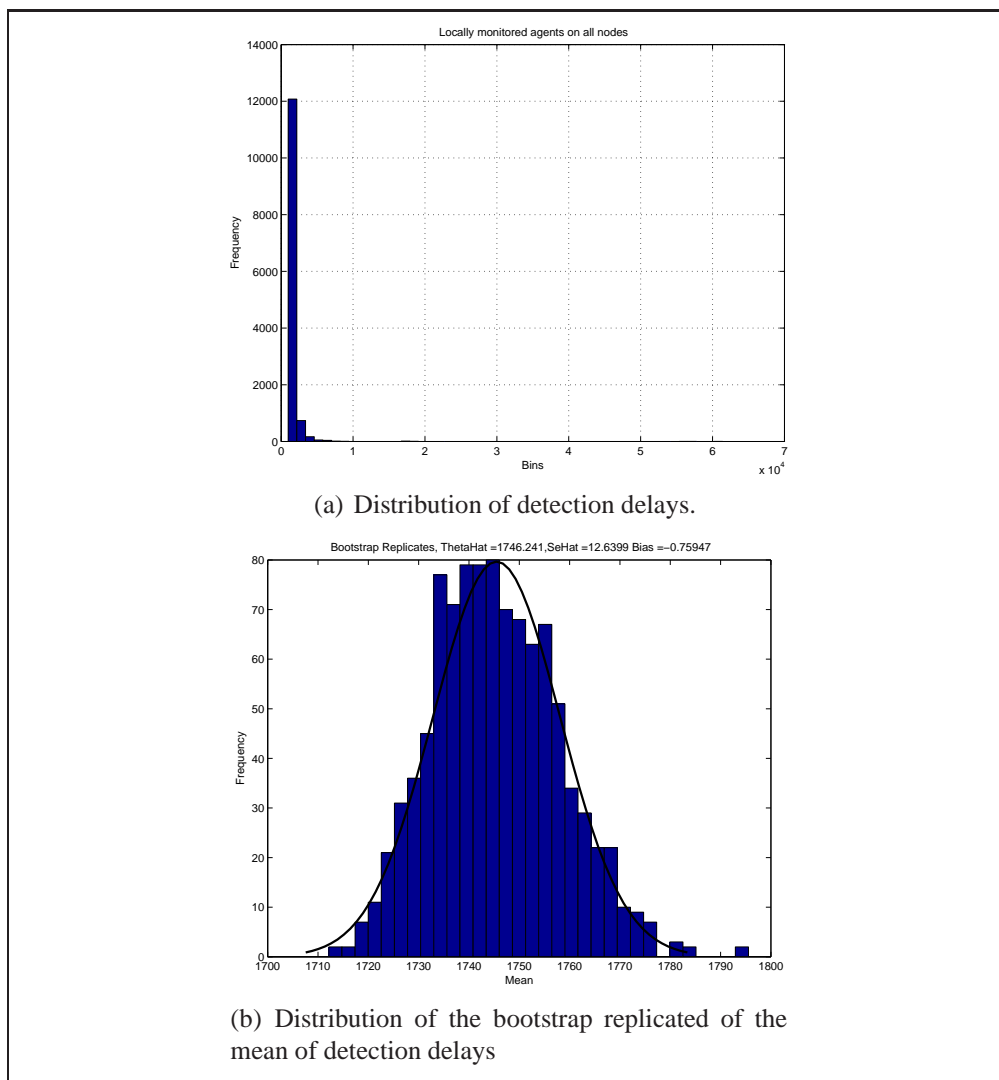 Locally monitored agents on all nodes
14000
12000
10000
8000
6000
4000
2000
0
Frequency
0 1 2 3 4 5 6 7
x 10^4
Bins
(a) Distribution of detection delays.
Bootstrap Replicates, ThetaHat =1746.241,SeHat =12.6399 Bias =−0.75947
80
70
60
50
40
30
20
10
0
Frequency
1700 1710 1720 1730 1740 1750 1760 1770 1780 1790 1800
Mean
(b) Distribution of the bootstrap replicated of the
mean of detection delays